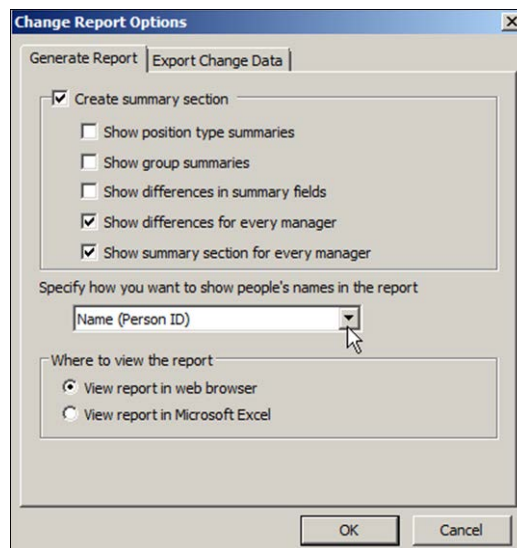 Change Report Options
Generate Report
Export Change Data
Create summary section
Show position type summaries
Show group summaries
Show differences in summary fields
Show differences for every manager
Show summary section for every manager
Specify how you want to show people's names in the report
Name (Person ID)
Where to view the report
View report in web browser
View report in Microsoft Excel
OK
Cancel